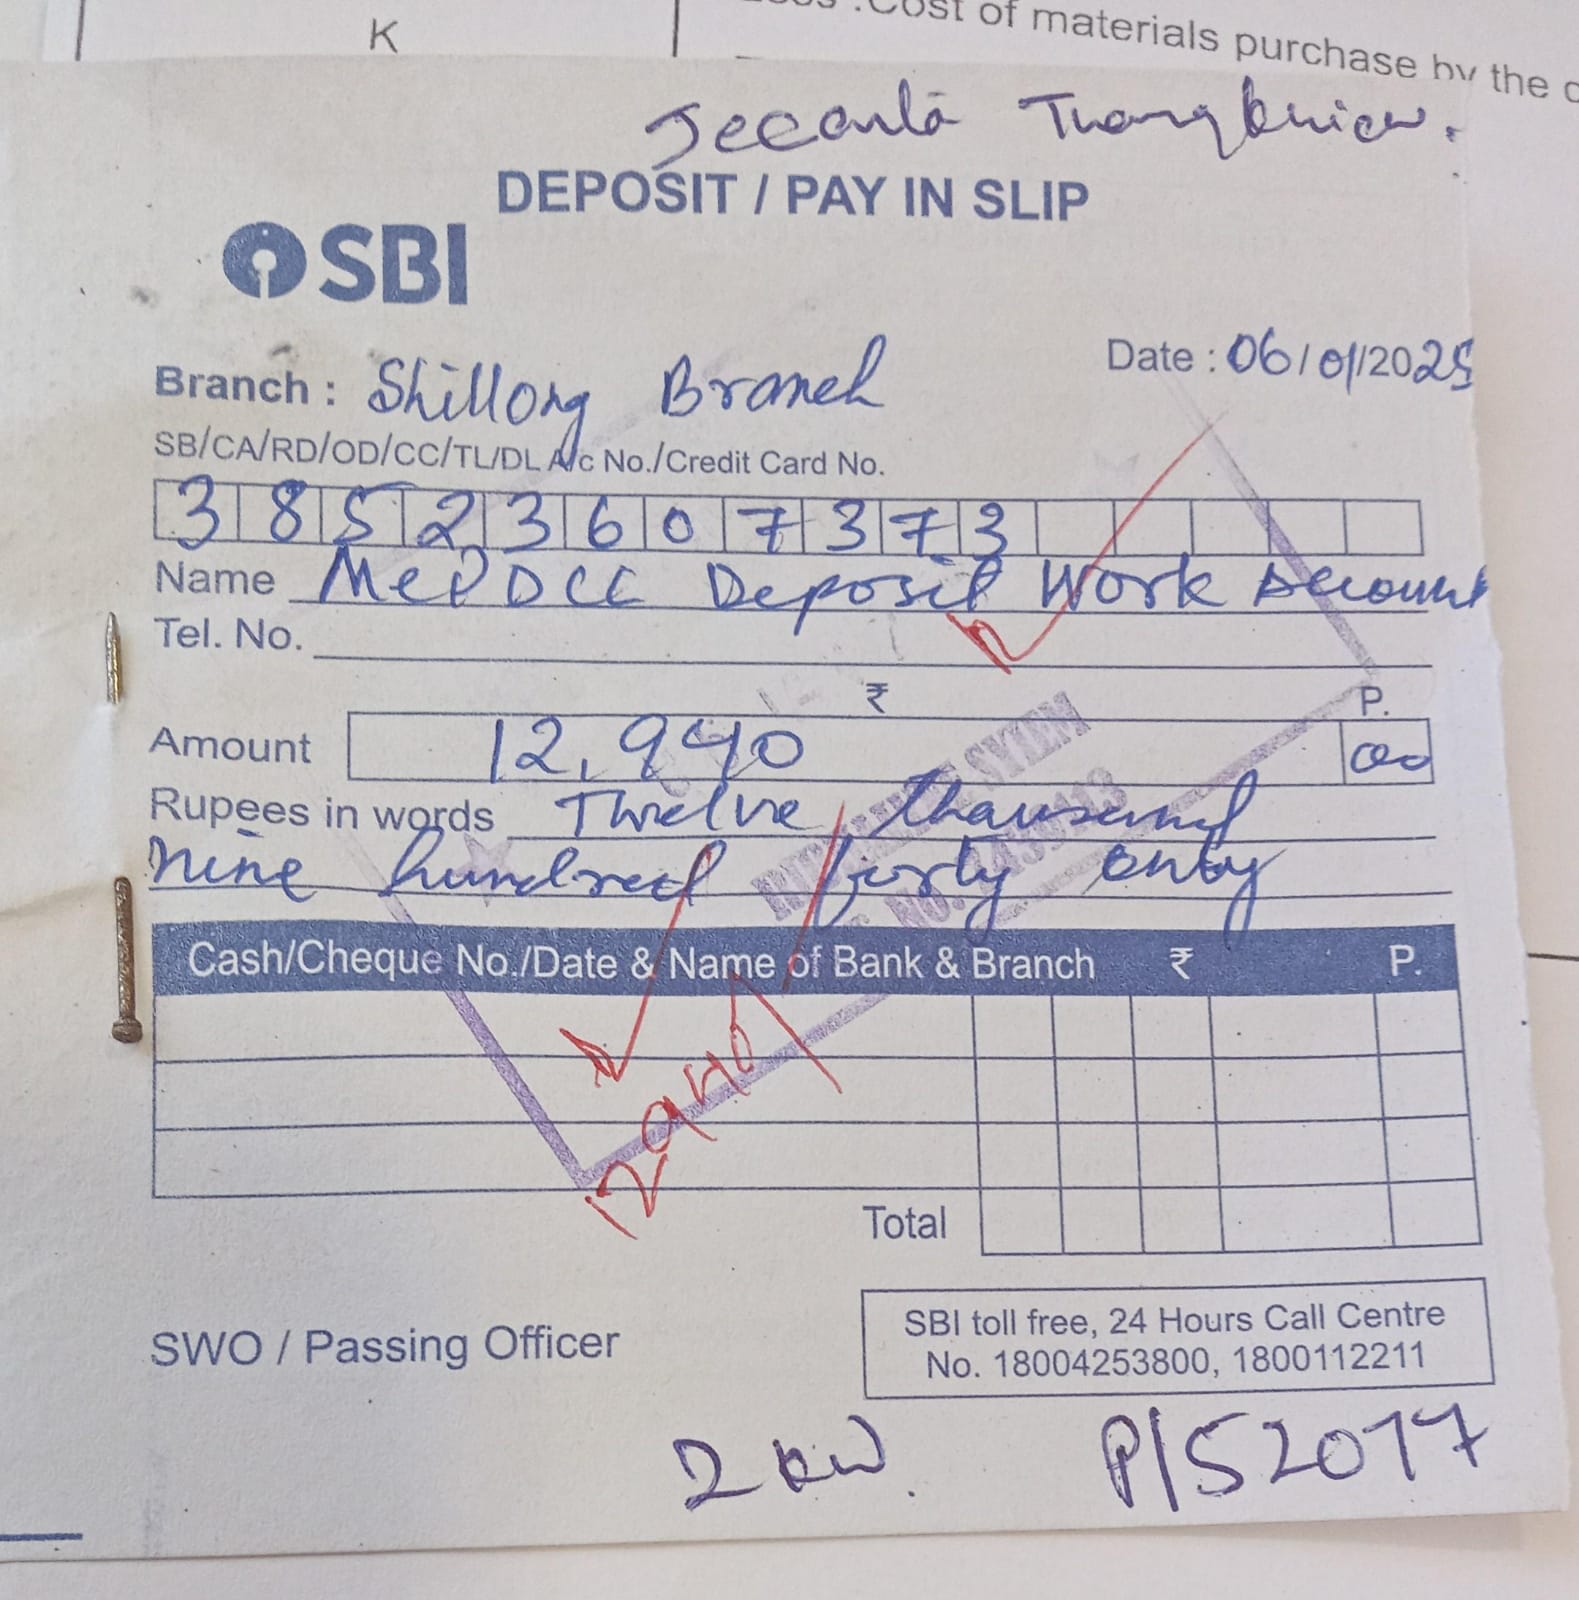 K
Cost of materials purchase by the
Jecanta Thangkhiew.
DEPOSIT / PAY IN SLIP
SBI
Branch : Shillong Branch
Date : 06/01/2025
SB/CA/RD/OD/CC/TL/DL A/c No./Credit Card No.
38523607373
Name MePDCL Deposit Work Account
Tel. No.
₹ P.
Amount 12,940 00
Rupees in words Twelve thousand
nine hundred forty only
SYIEM
NO.
Cash/Cheque No./Date & Name of Bank & Branch ₹ P.
12940/
Total
SWO / Passing Officer
SBI toll free, 24 Hours Call Centre
No. 18004253800, 1800112211
2 kw. P/S2077